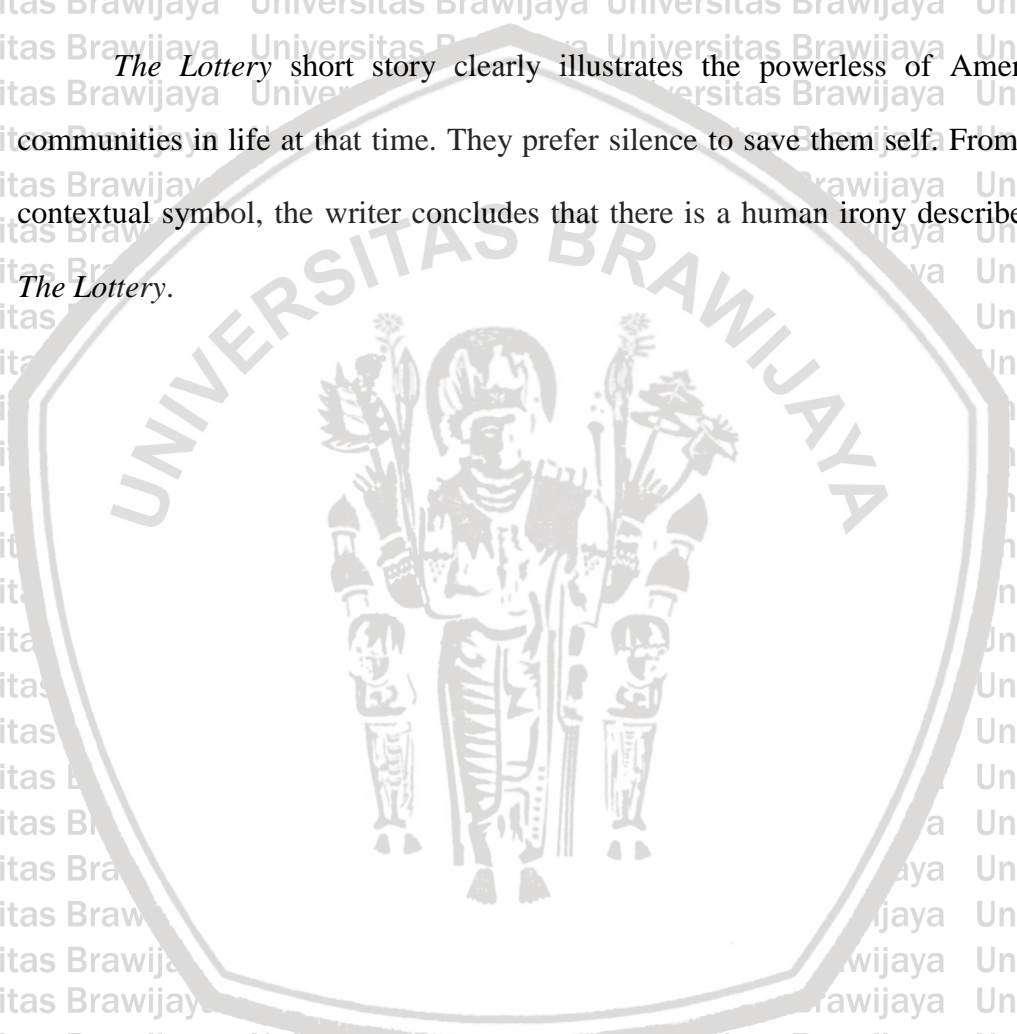 The Lottery short story clearly illustrates the powerless of Amer
communities in life at that time. They prefer silence to save them self. From
contextual symbol, the writer concludes that there is a human irony describe
The Lottery.
UNIVERSITAS BRAWIJAYA